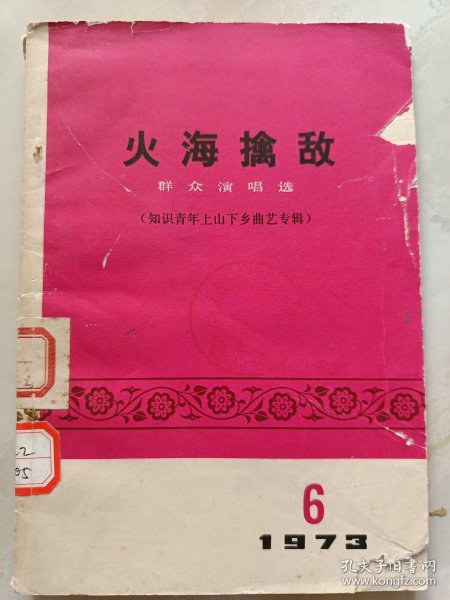 火海擒敌
群众演唱选
（知识青年上山下乡曲艺专辑）
6
1973
孔夫子旧书网
www.kongfz.com